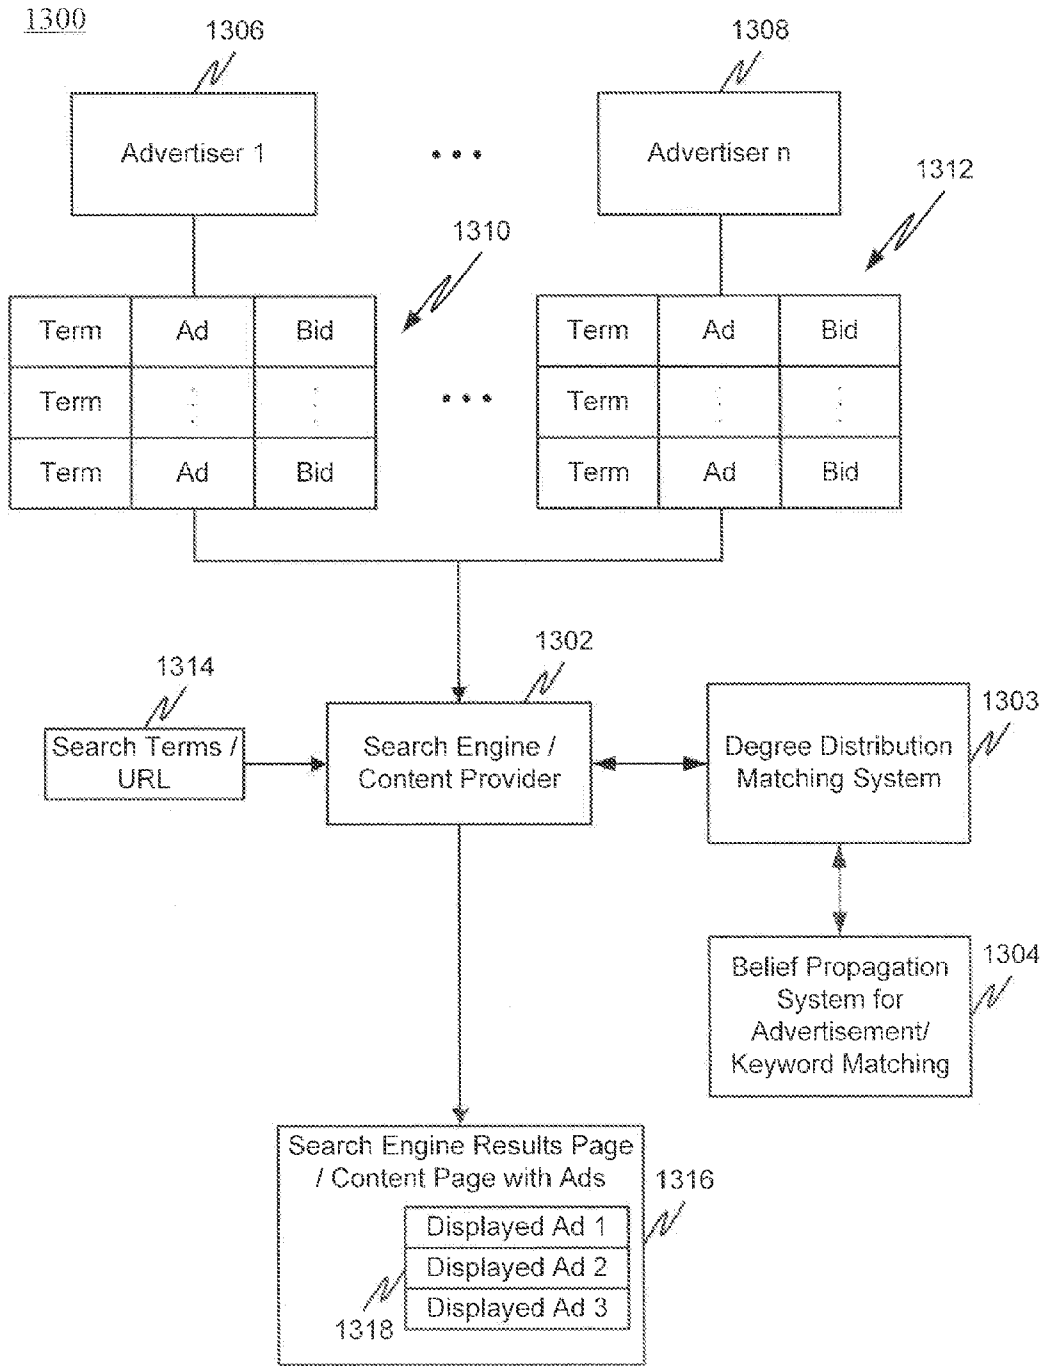 1300
1306
1308
Advertiser 1
Advertiser n
1312
1310
Term Ad Bid
Term
Term Ad Bid
Term Ad Bid
Term
Term Ad Bid
1302
1314
1303
Search Terms /
URL
Search Engine /
Content Provider
Degree Distribution
Matching System
1304
Belief Propagation
System for
Advertisement/
Keyword Matching
Search Engine Results Page
/ Content Page with Ads
1316
Displayed Ad 1
Displayed Ad 2
Displayed Ad 3
1318